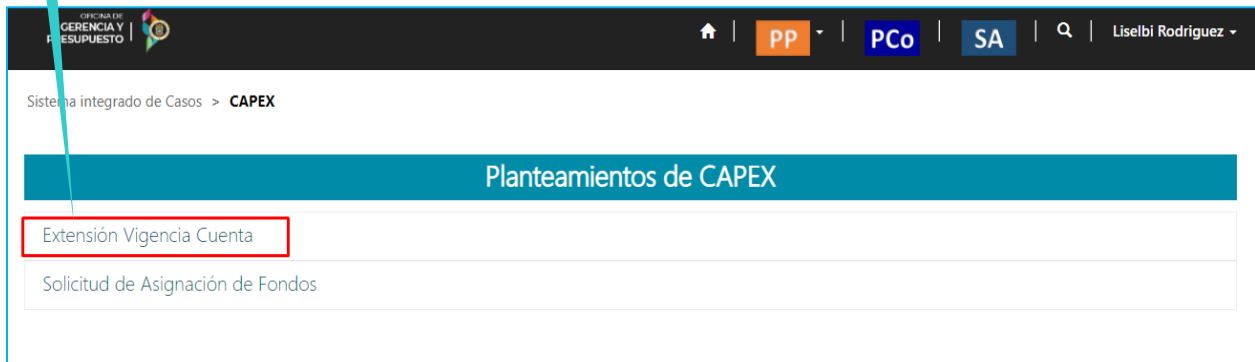 OFICINA DE
GERENCIA Y
PRESUPUESTO
PP
PCo
SA
Liselbi Rodriguez
Sistema integrado de Casos > CAPEX
Planteamientos de CAPEX
Extensión Vigencia Cuenta
Solicitud de Asignación de Fondos